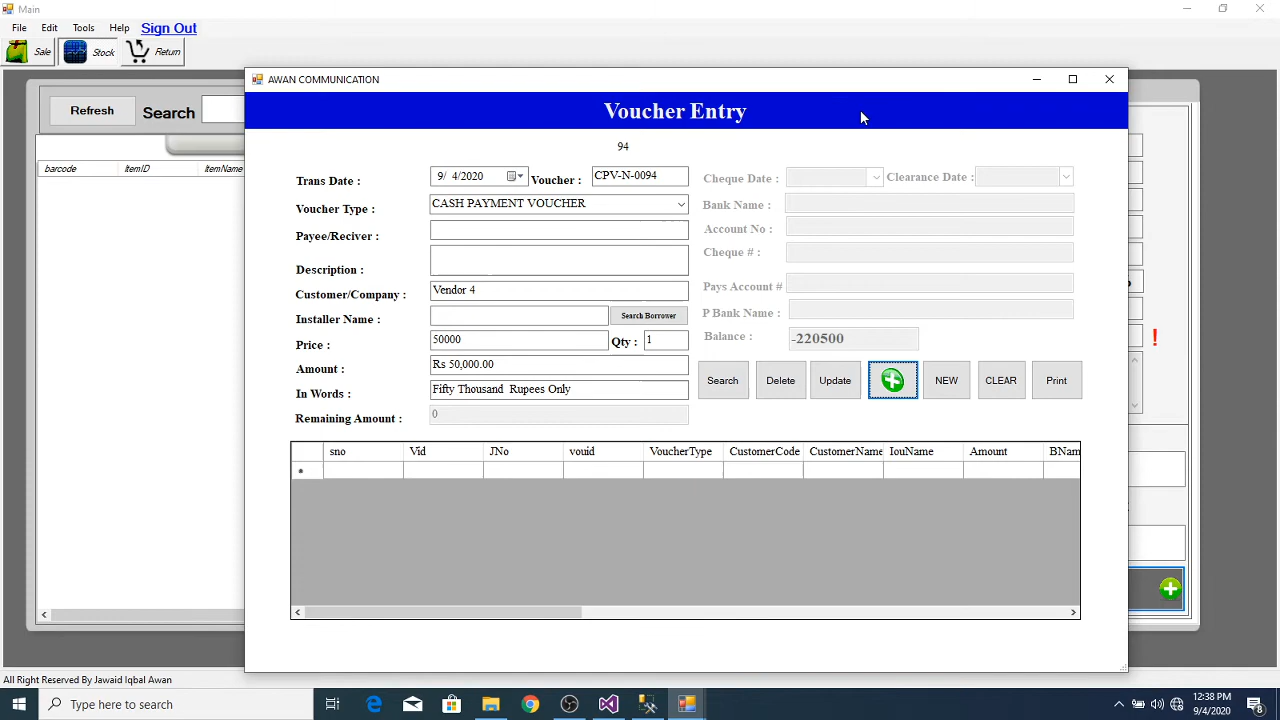 Main
File Edit Tools Help Sign Out
Sale Stock Return
AWAN COMMUNICATION
Refresh Search
Voucher Entry
barcode itemID itemName
94
Trans Date : 9/ 4/2020 Voucher : CPV-N-0094
Voucher Type : CASH PAYMENT VOUCHER
Payee/Reciver :
Description :
Customer/Company : Vendor 4
Installer Name : Search Borrower
Price : 50000 Qty : 1
Amount : Rs 50,000.00
In Words : Fifty Thousand Rupees Only
Remaining Amount : 0
Cheque Date : Clearance Date :
Bank Name :
Account No :
Cheque # :
Pays Account #
P Bank Name :
Balance : -220500
!
Search Delete Update NEW CLEAR Print
sno Vid JNo vouid VoucherType CustomerCode CustomerName IouName Amount BNam
*
All Right Reserved By Jawaid Iqbal Awan
Type here to search
12:38 PM
9/4/2020
8